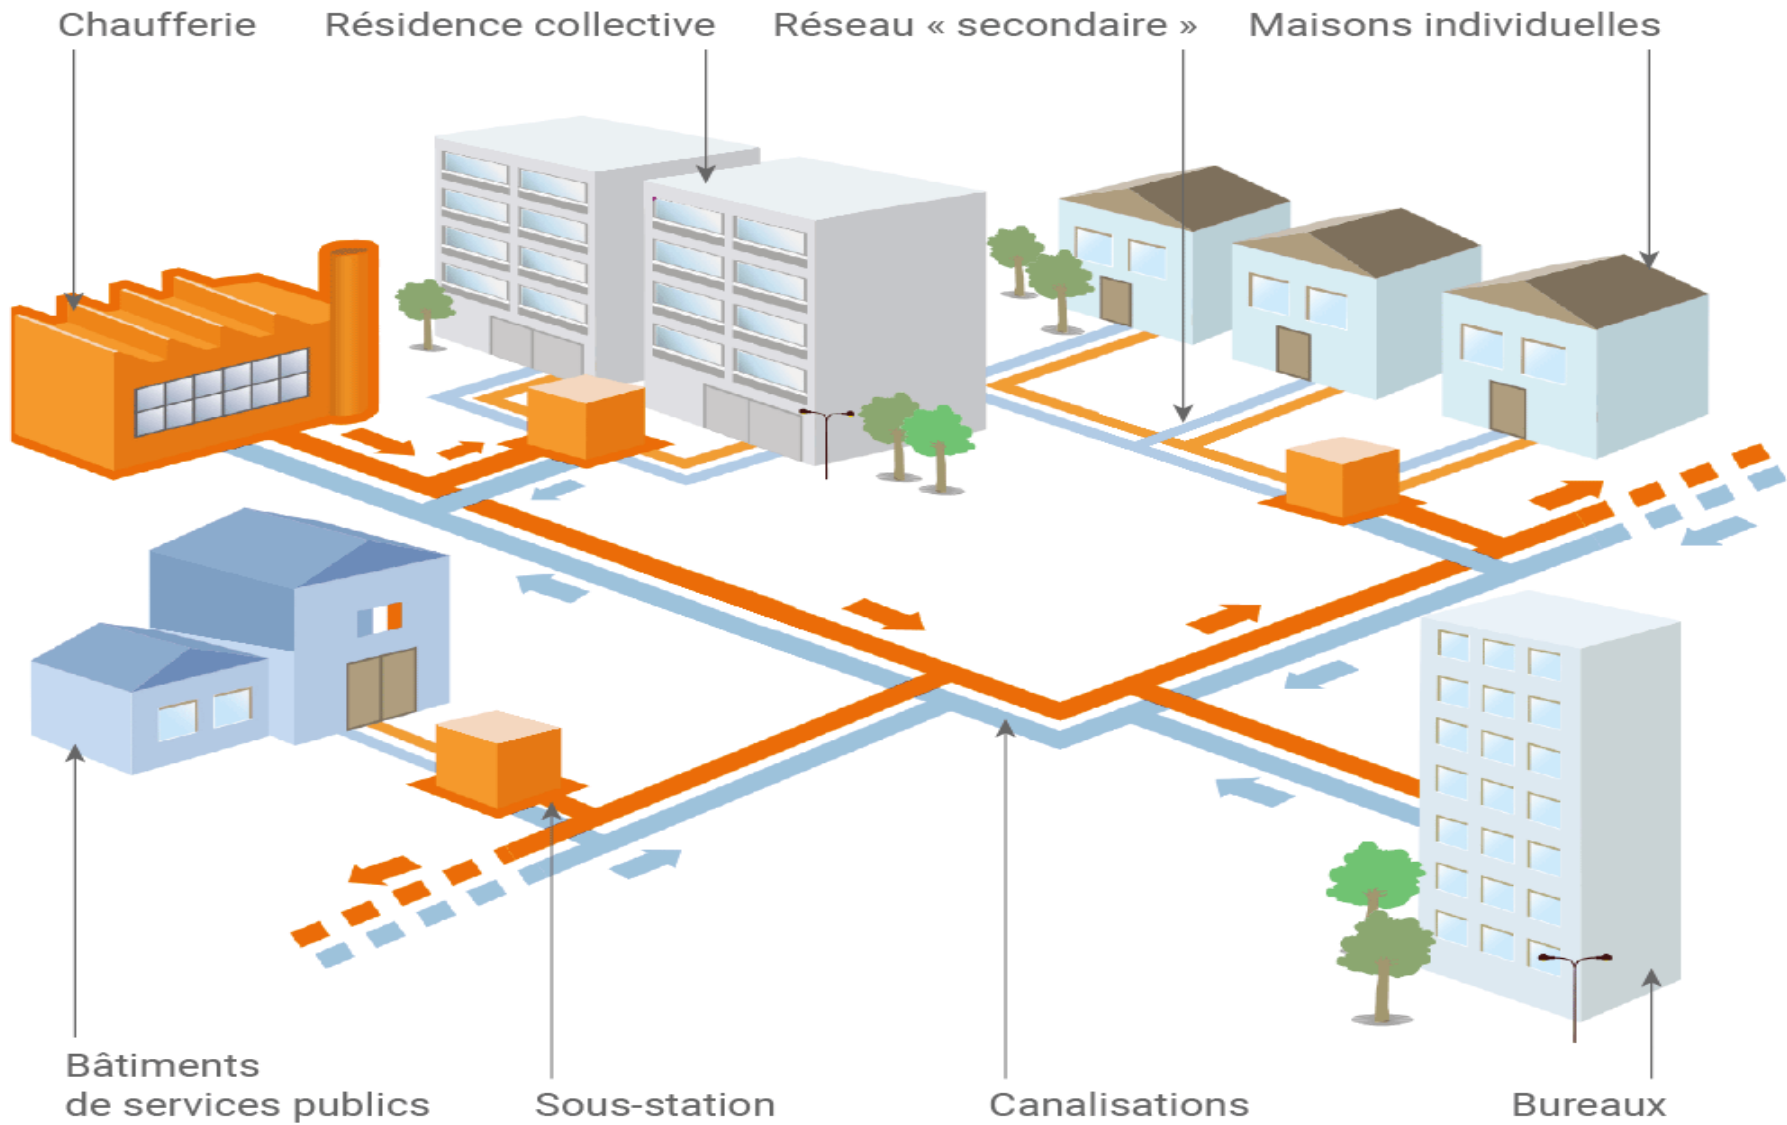 Chaufferie
Résidence collective
Réseau « secondaire »
Maisons individuelles
Bâtiments
de services publics
Sous-station
Canalisations
Bureaux